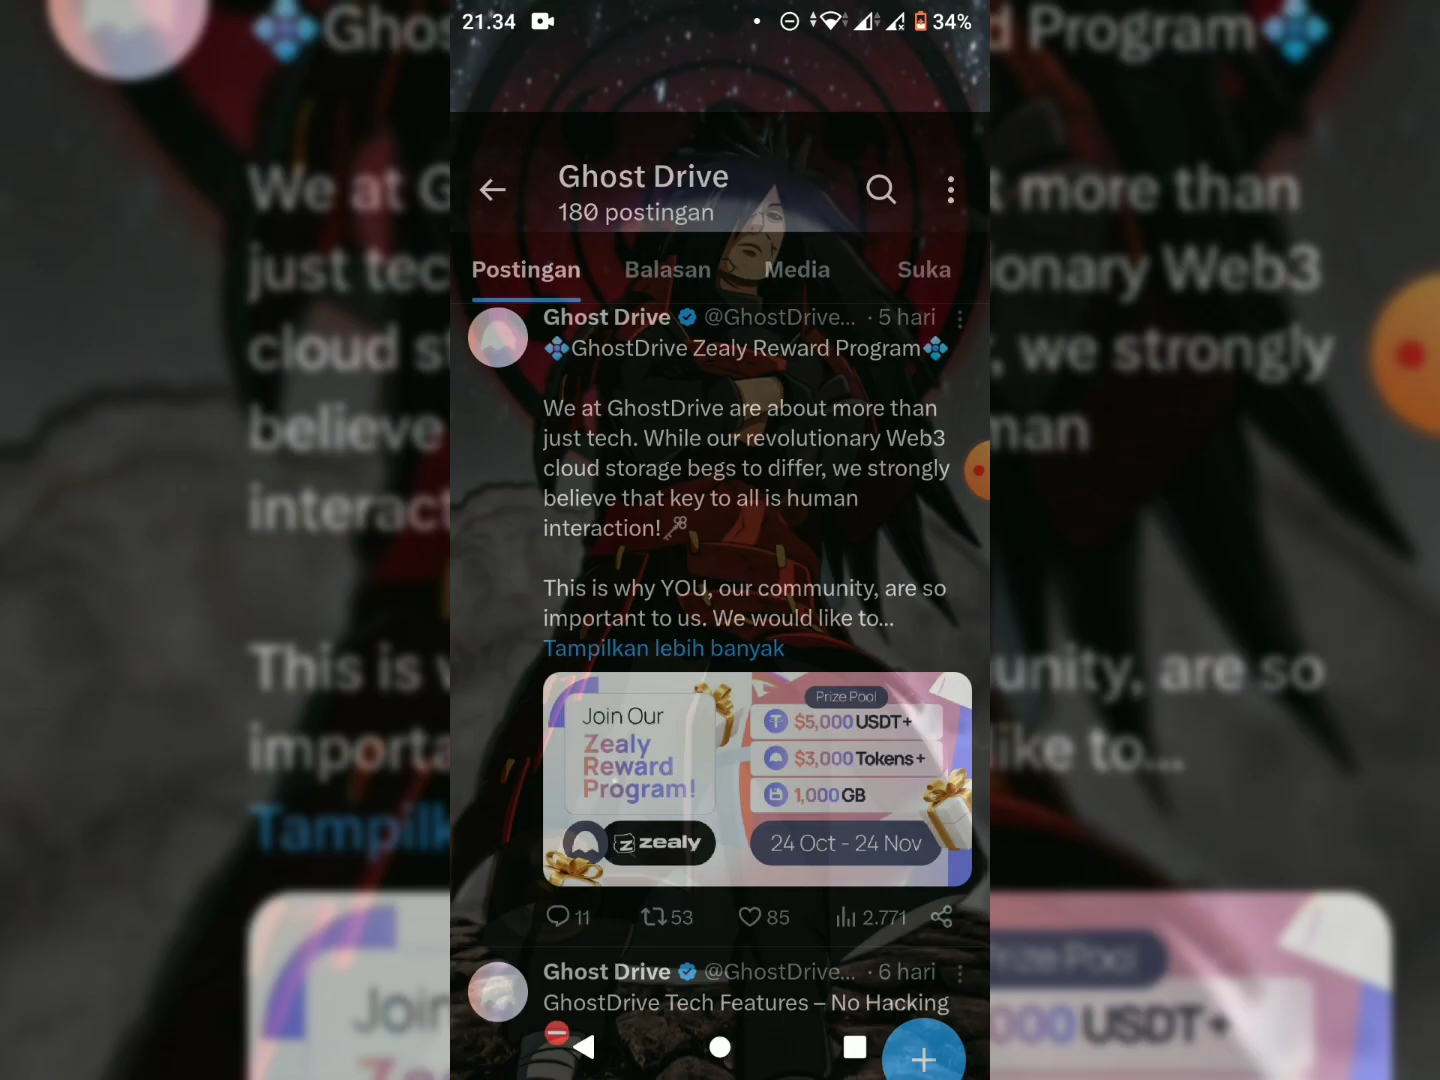 21.34
34%
Ghost Drive
180 postingan
Postingan Balasan Media Suka
Ghost Drive @GhostDrive... · 5 hari
💠GhostDrive Zealy Reward Program💠
We at GhostDrive are about more than
just tech. While our revolutionary Web3
cloud storage begs to differ, we strongly
believe that key to all is human
interaction!🗝
This is why YOU, our community, are so
important to us. We would like to...
Tampilkan lebih banyak
Join Our
Zealy
Reward
Program!
zealy
Prize Pool
$5,000 USDT+
$3,000 Tokens+
1,000 GB
24 Oct - 24 Nov
11 53 85 2.771
Ghost Drive @GhostDrive... · 6 hari
GhostDrive Tech Features – No Hacking
⛔